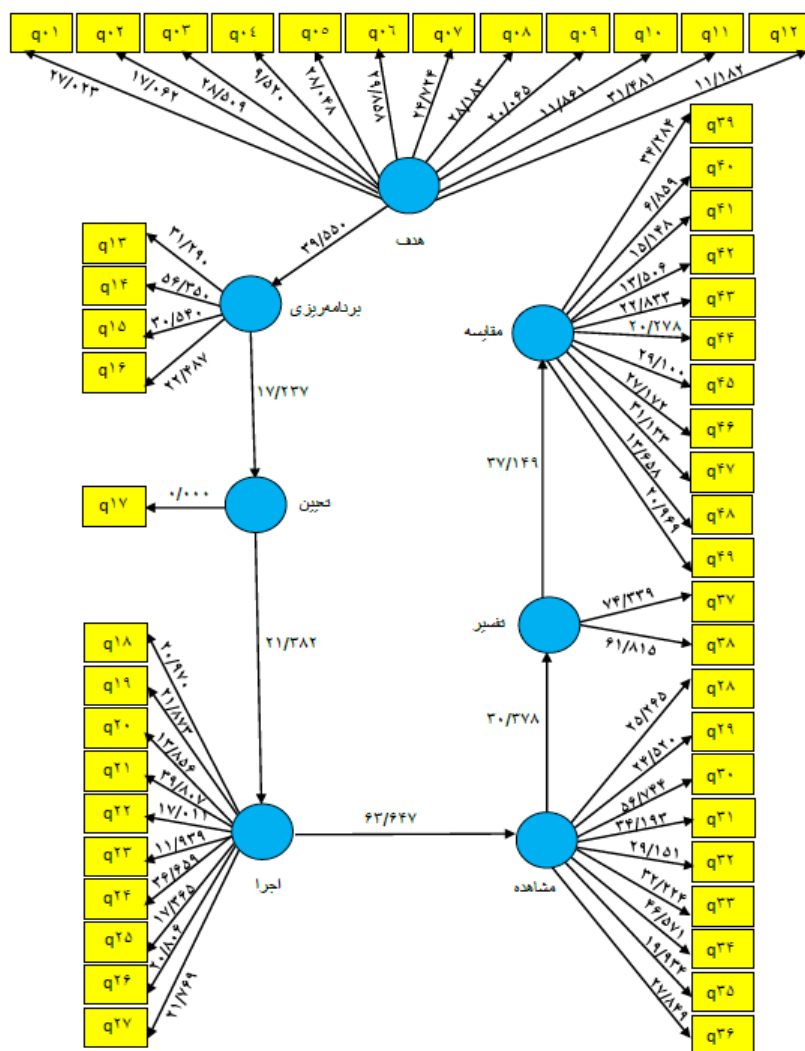 q۰۱ q۰۲ q۰۳ q۰۴ q۰۵ q۰۶ q۰۷ q۰۸ q۰۹ q۱۰ q۱۱ q۱۲
۲۷/۰۲۳ ۱۷/۰۶۲ ۲۸/۵۰۹ ۹/۵۲۰ ۲۸/۰۴۸ ۲۹/۸۵۸ ۲۴/۷۲۴ ۲۸/۱۸۳ ۲۰/۰۶۵ ۱۱/۸۶۱ ۳۱/۴۸۱ ۱۱/۱۸۲
هدف
۳۹/۵۵۰
q۱۳ ۳۱/۲۹۰
q۱۴ ۵۶/۳۵۰
q۱۵ ۳۰/۵۴۰
q۱۶ ۲۲/۴۸۷
برنامه‌ریزی
۱۷/۲۳۷
q۱۷ ۰/۰۰۰
تعیین
۲۱/۳۸۲
q۱۸ ۲۰/۹۷۰
q۱۹ ۲۱/۸۷۳
q۲۰ ۱۳/۸۵۶
q۲۱ ۳۹/۸۰۷
q۲۲ ۱۷/۰۱۱
q۲۳ ۱۱/۹۳۹
q۲۴ ۳۶/۶۵۹
q۲۵ ۱۷/۳۶۵
q۲۶ ۲۰/۸۰۶
q۲۷ ۲۱/۷۶۹
اجرا
۶۳/۶۴۷
مشاهده
۲۵/۲۶۵ q۲۸
۲۴/۵۲۰ q۲۹
۵۶/۷۴۴ q۳۰
۳۴/۱۹۳ q۳۱
۲۹/۱۵۱ q۳۲
۳۲/۲۲۴ q۳۳
۴۶/۵۷۱ q۳۴
۱۹/۹۳۴ q۳۵
۲۷/۸۴۹ q۳۶
۳۰/۳۷۸
تفسیر
۷۴/۳۳۹ q۳۷
۶۱/۸۱۵ q۳۸
۳۷/۱۴۹
مقایسه
۳۴/۲۸۴ q۳۹
۶/۸۵۹ q۴۰
۱۵/۱۴۸ q۴۱
۱۳/۵۰۶ q۴۲
۲۲/۸۳۳ q۴۳
۲۰/۲۷۸ q۴۴
۲۹/۱۰۰ q۴۵
۲۷/۱۷۲ q۴۶
۳۱/۱۳۳ q۴۷
۱۳/۶۵۸ q۴۸
۲۰/۹۶۹ q۴۹